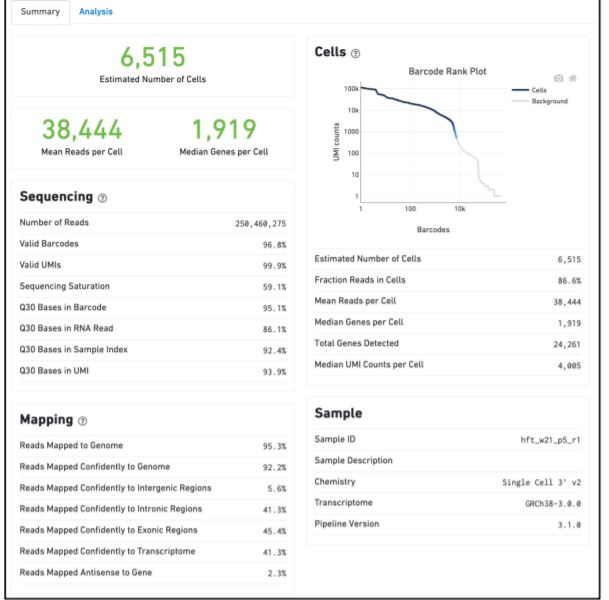 Summary
Analysis
6,515
Estimated Number of Cells
38,444
1,919
Mean Reads per Cell
Median Genes per Cell
Sequencing ?
Number of Reads 250,460,275
Valid Barcodes 96.8%
Valid UMIs 99.9%
Sequencing Saturation 59.1%
Q30 Bases in Barcode 95.1%
Q30 Bases in RNA Read 86.1%
Q30 Bases in Sample Index 92.4%
Q30 Bases in UMI 93.9%
Mapping ?
Reads Mapped to Genome 95.3%
Reads Mapped Confidently to Genome 92.2%
Reads Mapped Confidently to Intergenic Regions 5.6%
Reads Mapped Confidently to Intronic Regions 41.3%
Reads Mapped Confidently to Exonic Regions 45.4%
Reads Mapped Confidently to Transcriptome 41.3%
Reads Mapped Antisense to Gene 2.3%
Cells ?
Barcode Rank Plot
Cells
Background
100k
10k
1000
100
10
1
UMI counts
1
100
10k
Barcodes
Estimated Number of Cells 6,515
Fraction Reads in Cells 86.6%
Mean Reads per Cell 38,444
Median Genes per Cell 1,919
Total Genes Detected 24,261
Median UMI Counts per Cell 4,005
Sample
Sample ID hft_w21_p5_r1
Sample Description
Chemistry Single Cell 3' v2
Transcriptome GRCh38-3.0.0
Pipeline Version 3.1.0